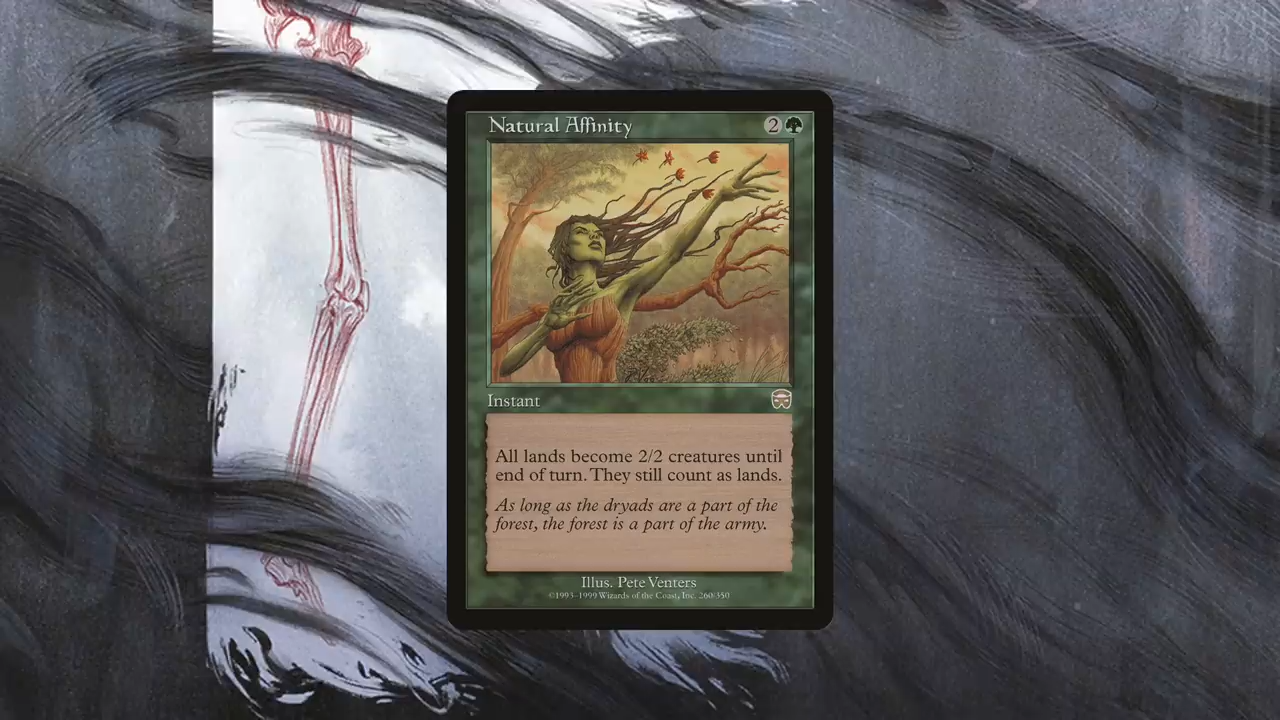 Natural Affinity 2
Instant
All lands become 2/2 creatures until
end of turn. They still count as lands.
As long as the dryads are a part of the
forest, the forest is a part of the army.
Illus. Pete Venters
©1993–1999 Wizards of the Coast, Inc. 260/350